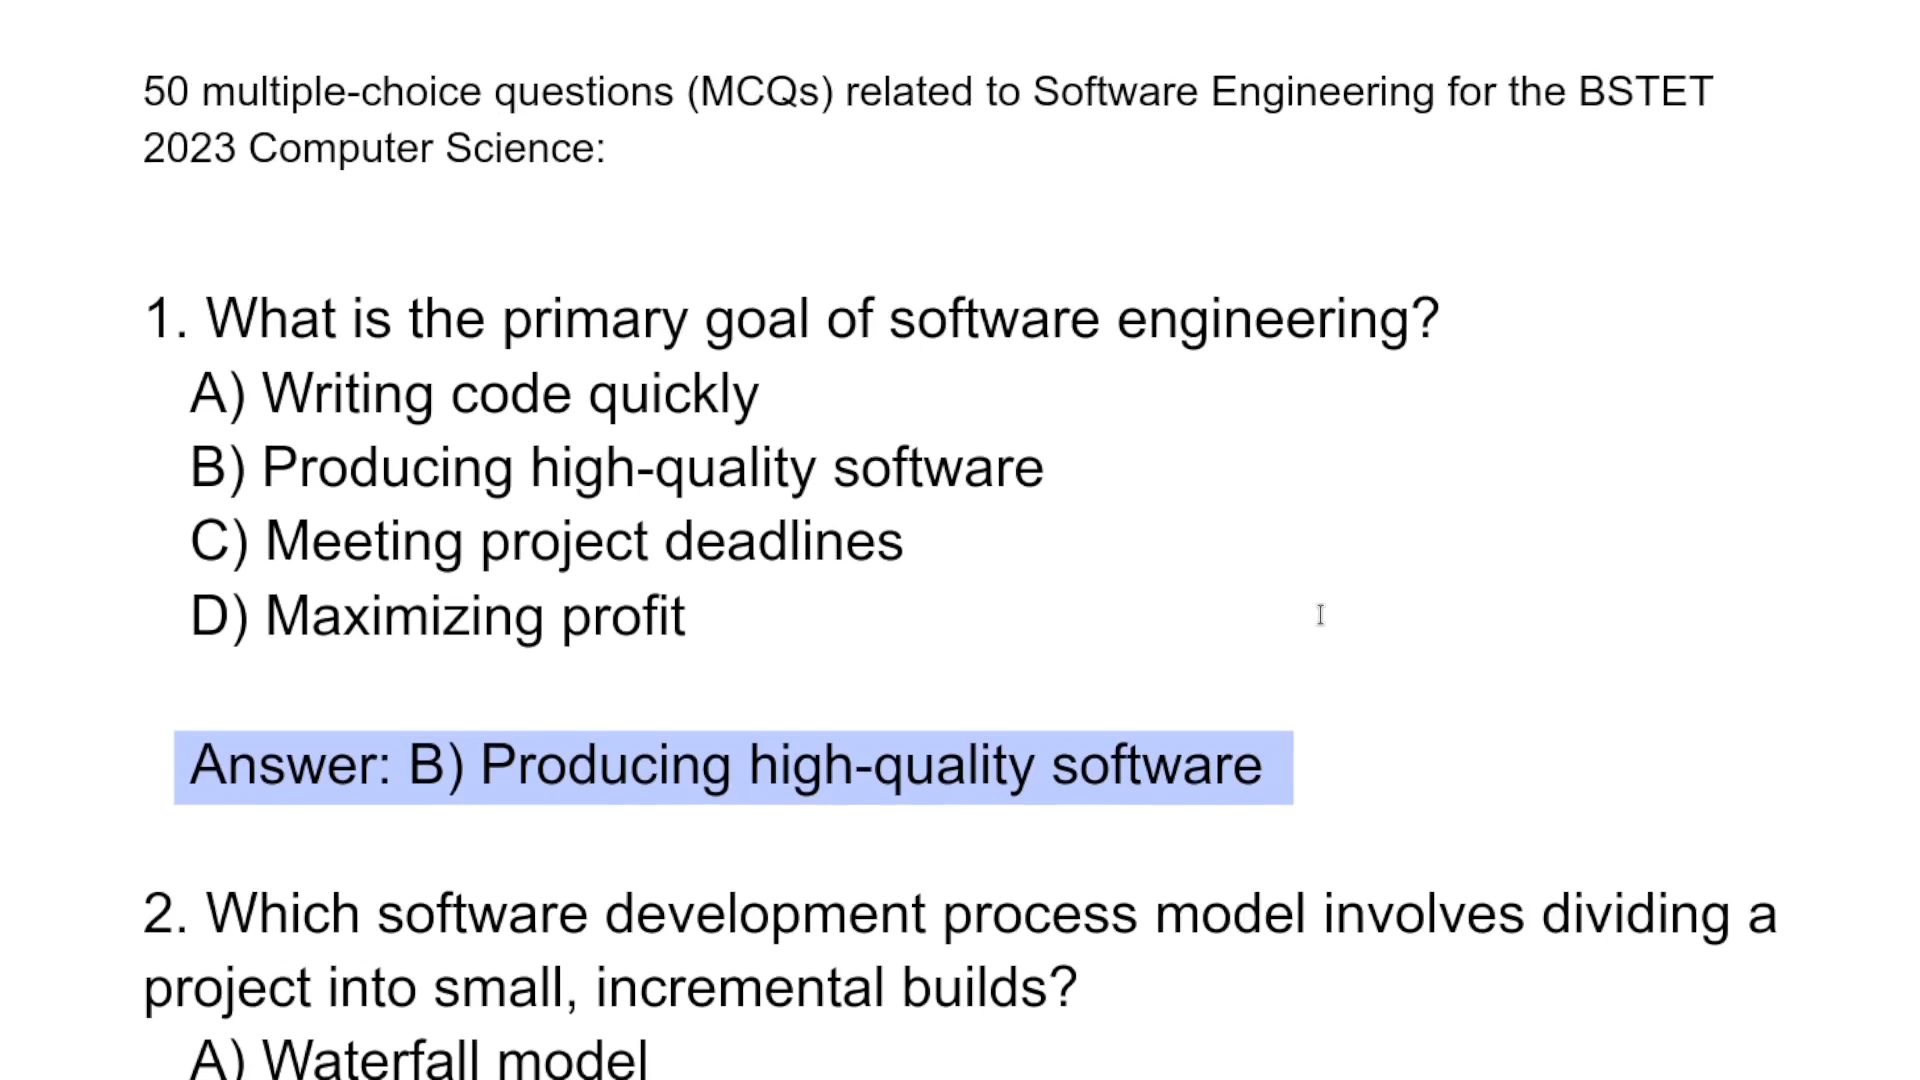 50 multiple-choice questions (MCQs) related to Software Engineering for the BSTET
2023 Computer Science:
1. What is the primary goal of software engineering?
A) Writing code quickly
B) Producing high-quality software
C) Meeting project deadlines
D) Maximizing profit
Answer: B) Producing high-quality software
2. Which software development process model involves dividing a
project into small, incremental builds?
A) Waterfall model